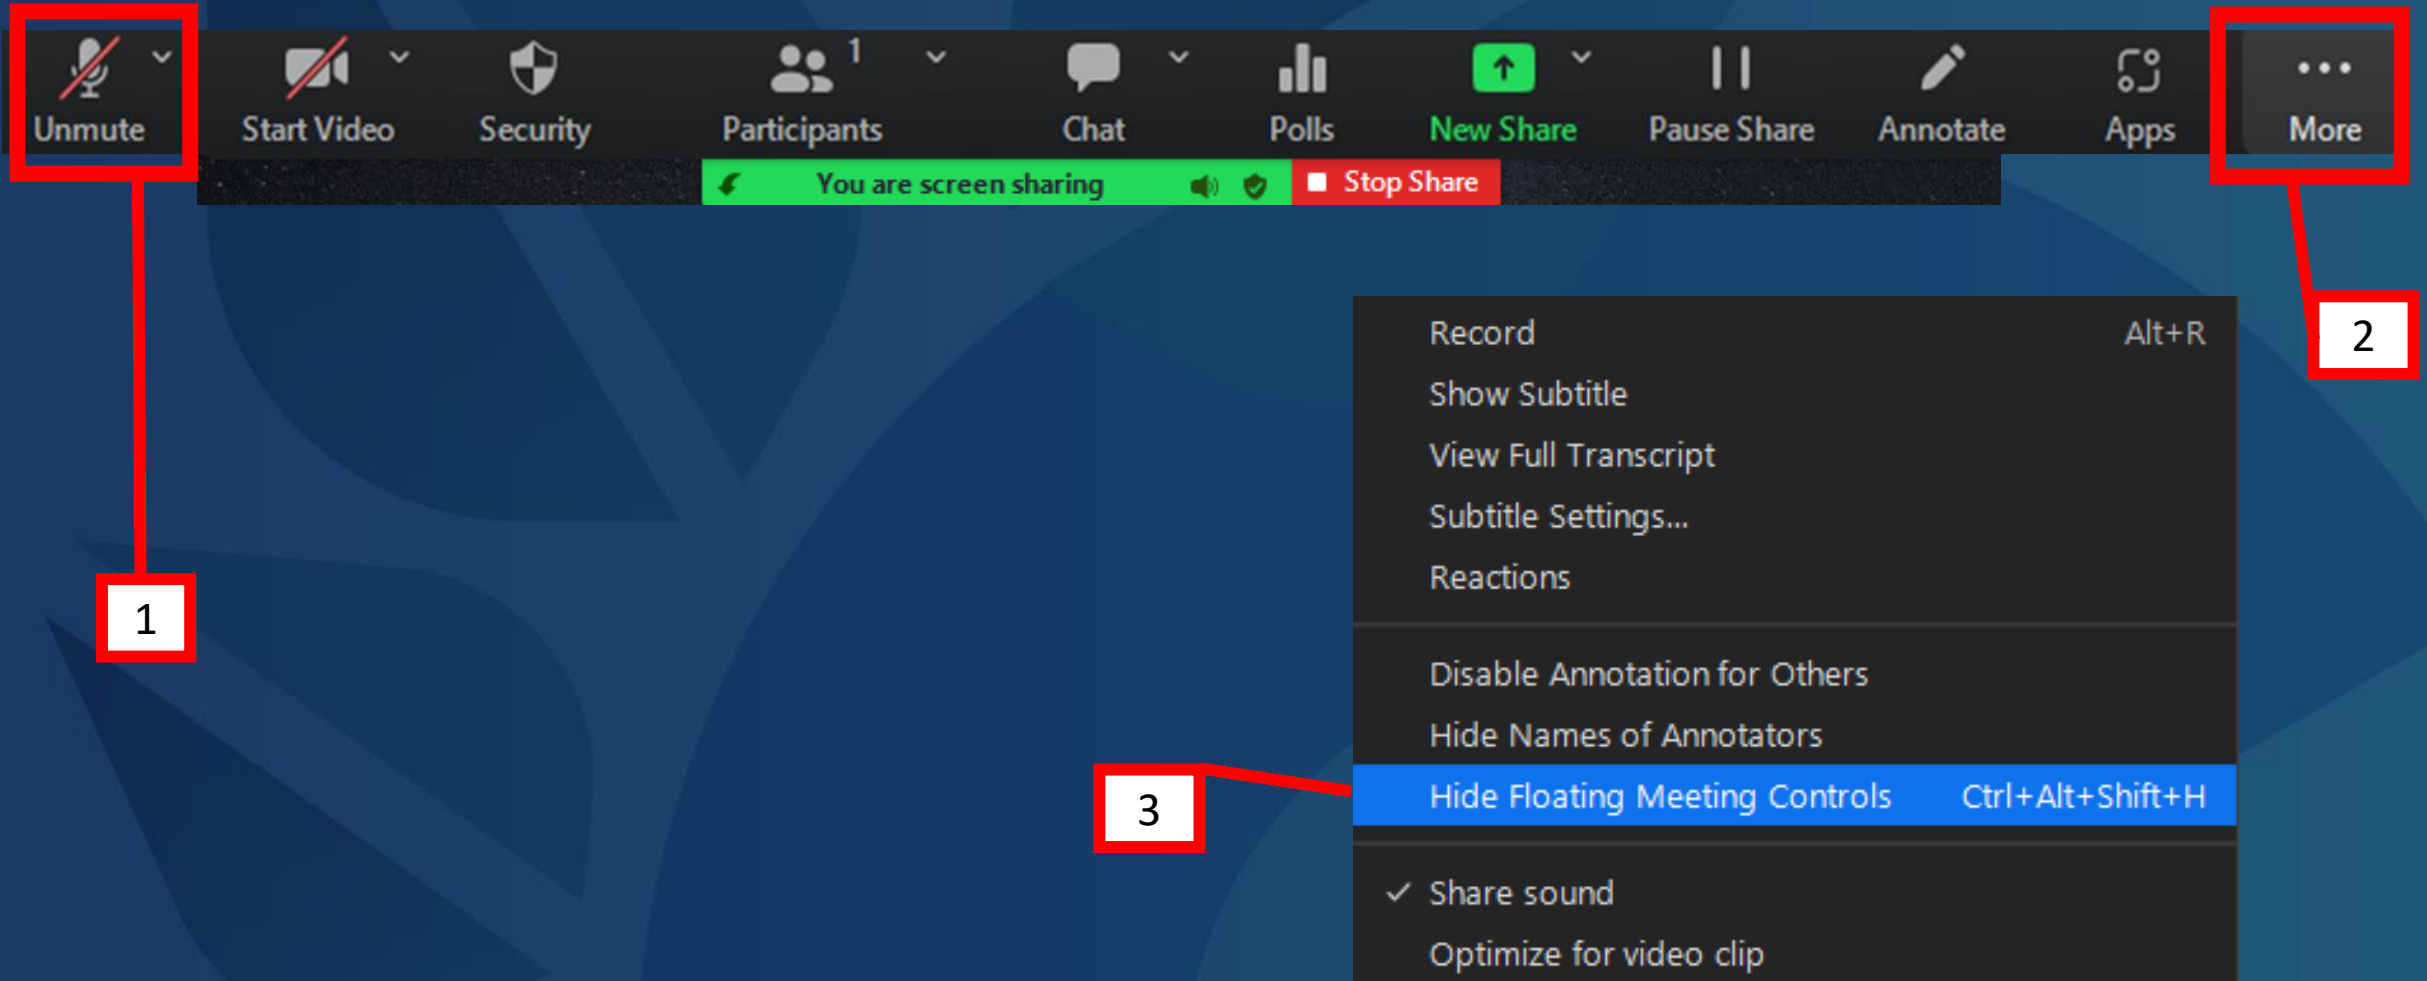 Unmute
Start Video
Security
Participants 1
Chat
Polls
New Share
Pause Share
Annotate
Apps
More
You are screen sharing
Stop Share
2
Record Alt+R
Show Subtitle
View Full Transcript
Subtitle Settings...
Reactions
1
Disable Annotation for Others
Hide Names of Annotators
3
Hide Floating Meeting Controls Ctrl+Alt+Shift+H
Share sound
Optimize for video clip